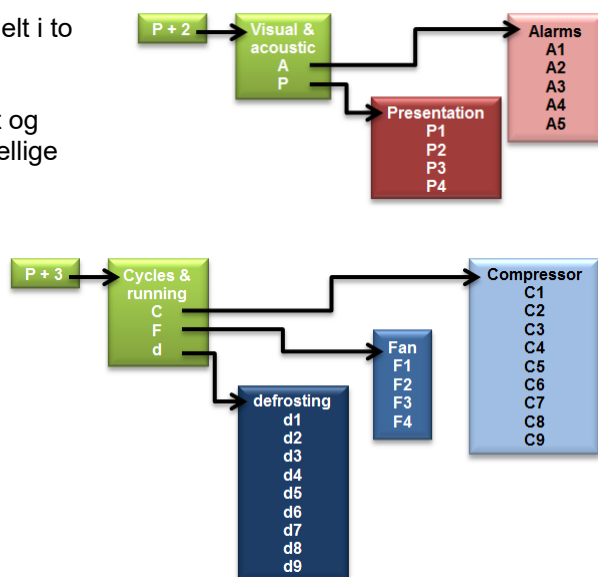 elt i to
t og
ellige
P + 2
Visual &
acoustic
A
P
Alarms
A1
A2
A3
A4
A5
Presentation
P1
P2
P3
P4
P + 3
Cycles &
running
C
F
d
Compressor
C1
C2
C3
C4
C5
C6
C7
C8
C9
Fan
F1
F2
F3
F4
defrosting
d1
d2
d3
d4
d5
d6
d7
d8
d9